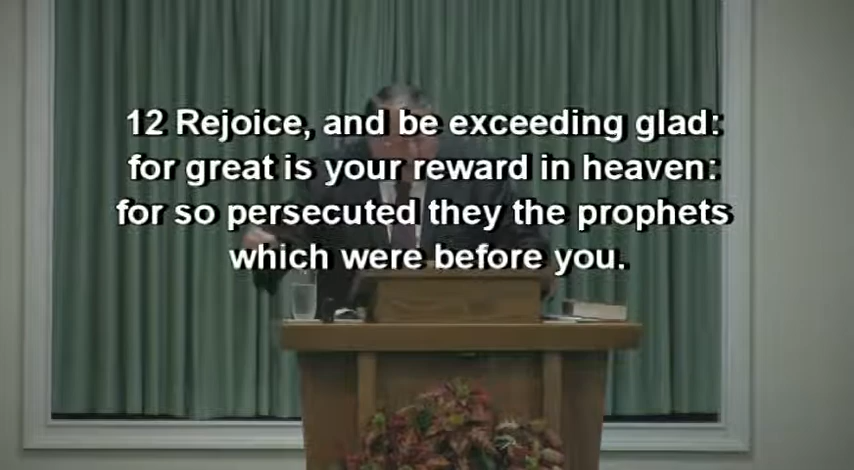 12 Rejoice, and be exceeding glad:
for great is your reward in heaven:
for so persecuted they the prophets
which were before you.